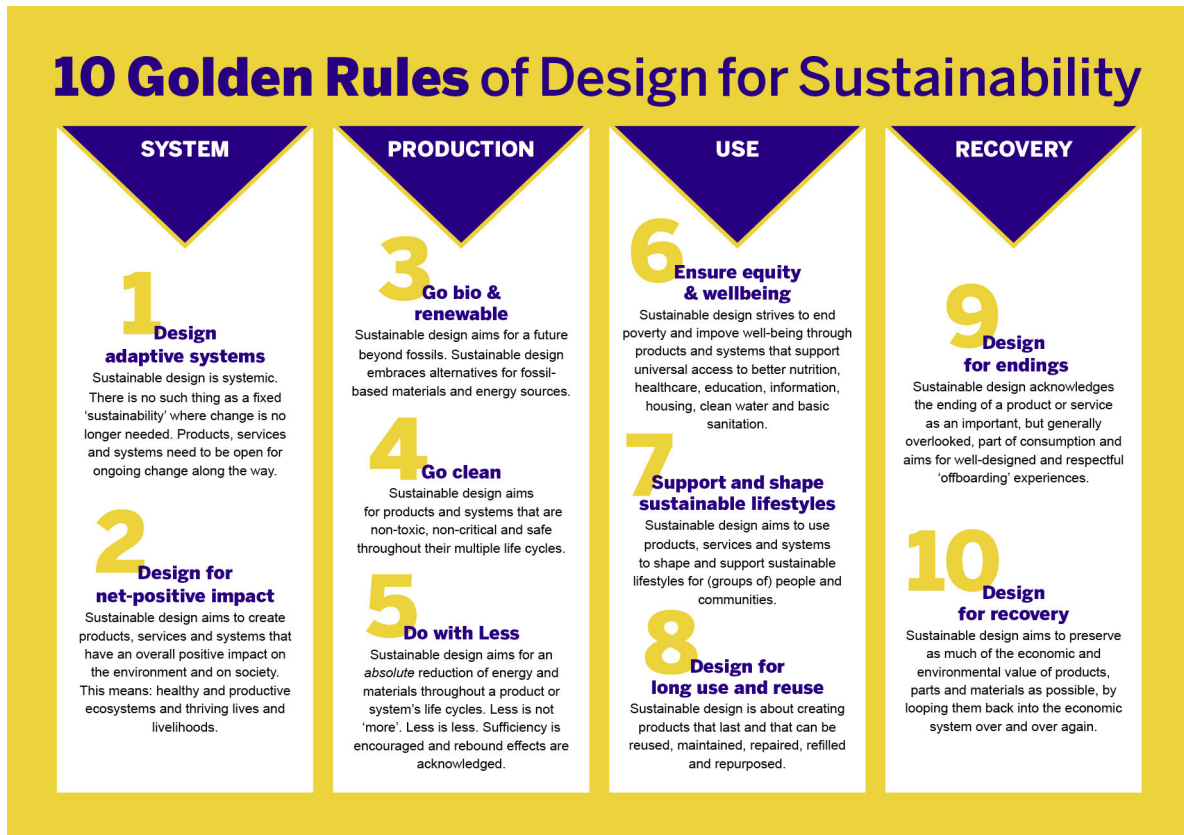 10 Golden Rules of Design for Sustainability
SYSTEM
1
Design
adaptive systems
Sustainable design is systemic.
There is no such thing as a fixed
‘sustainability’ where change is no
longer needed. Products, services
and systems need to be open for
ongoing change along the way.
2
Design for
net-positive impact
Sustainable design aims to create
products, services and systems that
have an overall positive impact on
the environment and on society.
This means: healthy and productive
ecosystems and thriving lives and
livelihoods.
PRODUCTION
3
Go bio &
renewable
Sustainable design aims for a future
beyond fossils. Sustainable design
embraces alternatives for fossil-
based materials and energy sources.
4
Go clean
Sustainable design aims
for products and systems that are
non-toxic, non-critical and safe
throughout their multiple life cycles.
5
Do with Less
Sustainable design aims for an
absolute reduction of energy and
materials throughout a product or
system’s life cycles. Less is not
‘more’. Less is less. Sufficiency is
encouraged and rebound effects are
acknowledged.
USE
6
Ensure equity
& wellbeing
Sustainable design strives to end
poverty and impove well-being through
products and systems that support
universal access to better nutrition,
healthcare, education, information,
housing, clean water and basic
sanitation.
7
Support and shape
sustainable lifestyles
Sustainable design aims to use
products, services and systems
to shape and support sustainable
lifestyles for (groups of) people and
communities.
8
Design for
long use and reuse
Sustainable design is about creating
products that last and that can be
reused, maintained, repaired, refilled
and repurposed.
RECOVERY
9
Design
for endings
Sustainable design acknowledges
the ending of a product or service
as an important, but generally
overlooked, part of consumption and
aims for well-designed and respectful
‘offboarding’ experiences.
10
Design
for recovery
Sustainable design aims to preserve
as much of the economic and
environmental value of products,
parts and materials as possible, by
looping them back into the economic
system over and over again.